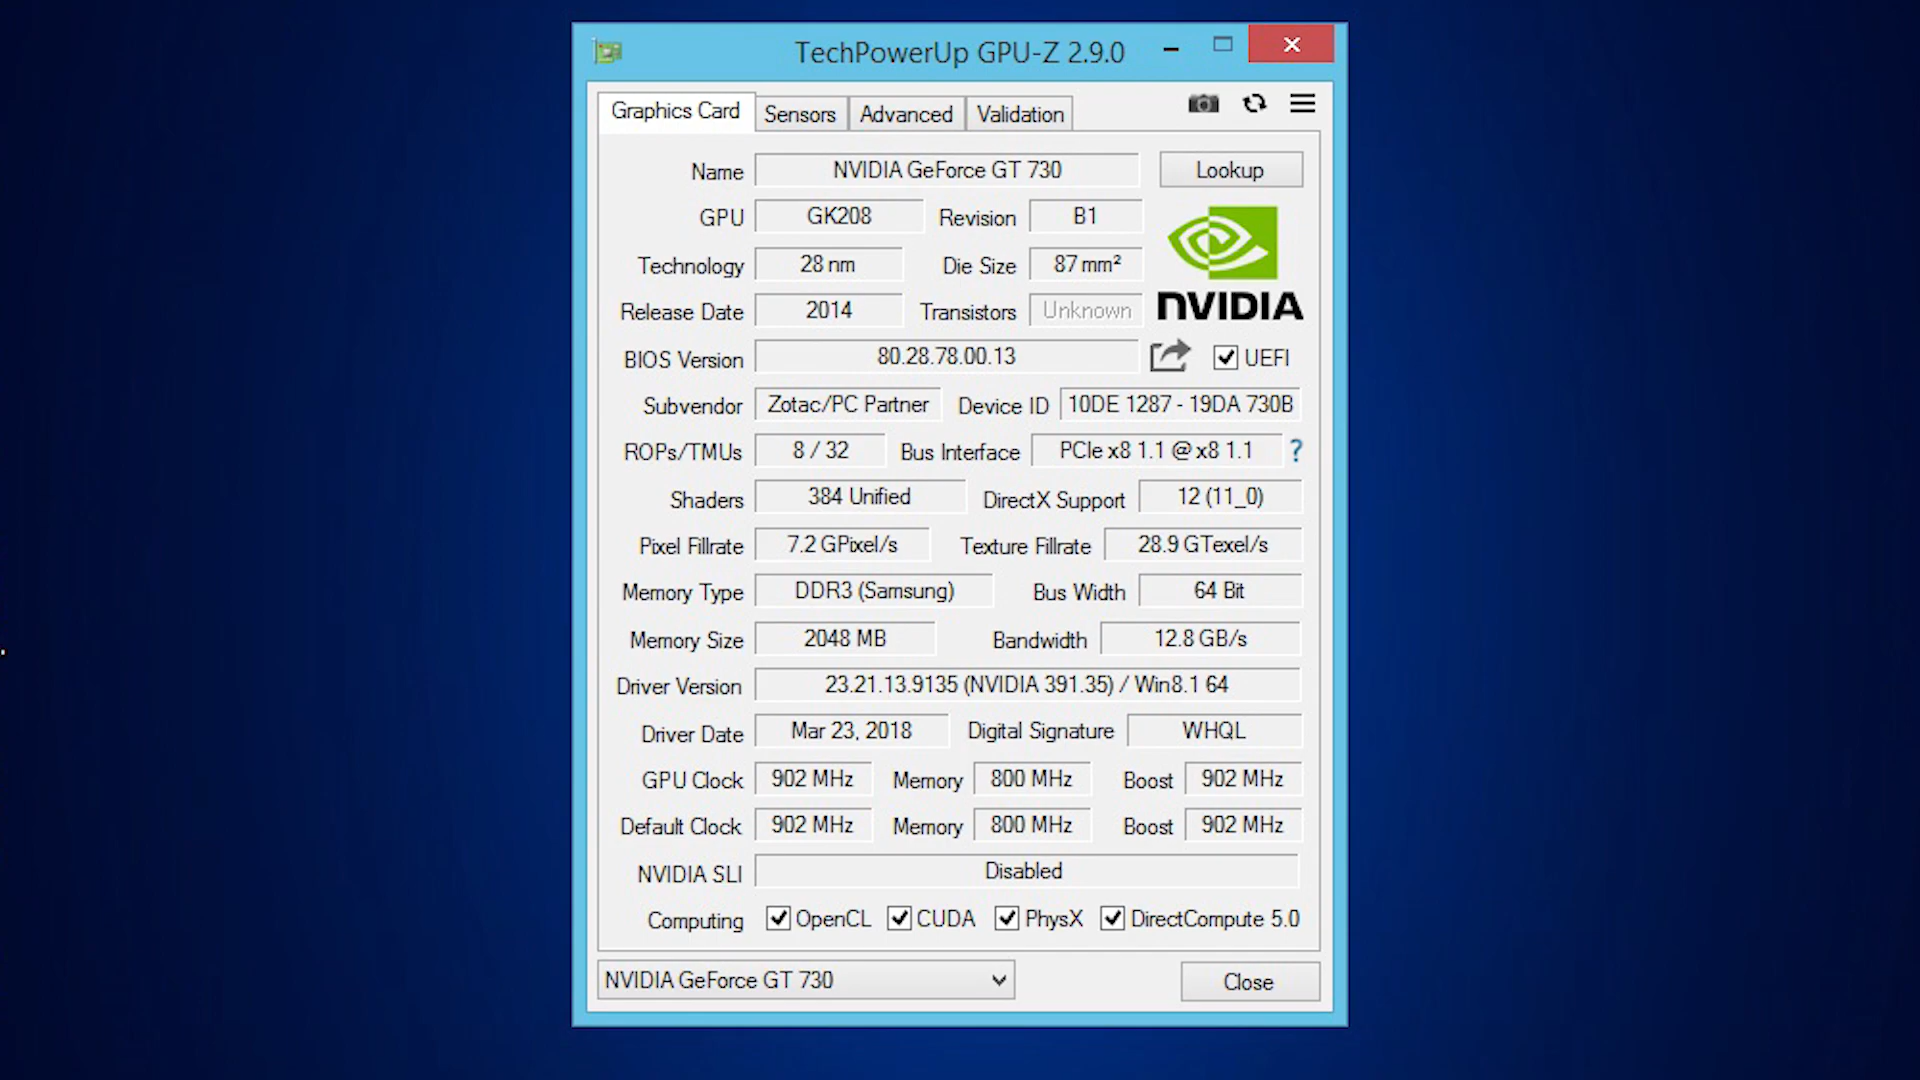 TechPowerUp GPU-Z 2.9.0
Graphics Card Sensors Advanced Validation
Name NVIDIA GeForce GT 730 Lookup
GPU GK208 Revision B1
Technology 28 nm Die Size 87 mm²
Release Date 2014 Transistors Unknown
NVIDIA
BIOS Version 80.28.78.00.13 UEFI
Subvendor Zotac/PC Partner Device ID 10DE 1287 - 19DA 730B
ROPs/TMUs 8 / 32 Bus Interface PCIe x8 1.1 @ x8 1.1 ?
Shaders 384 Unified DirectX Support 12 (11_0)
Pixel Fillrate 7.2 GPixel/s Texture Fillrate 28.9 GTexel/s
Memory Type DDR3 (Samsung) Bus Width 64 Bit
Memory Size 2048 MB Bandwidth 12.8 GB/s
Driver Version 23.21.13.9135 (NVIDIA 391.35) / Win8.1 64
Driver Date Mar 23, 2018 Digital Signature WHQL
GPU Clock 902 MHz Memory 800 MHz Boost 902 MHz
Default Clock 902 MHz Memory 800 MHz Boost 902 MHz
NVIDIA SLI Disabled
Computing OpenCL CUDA PhysX DirectCompute 5.0
NVIDIA GeForce GT 730 Close